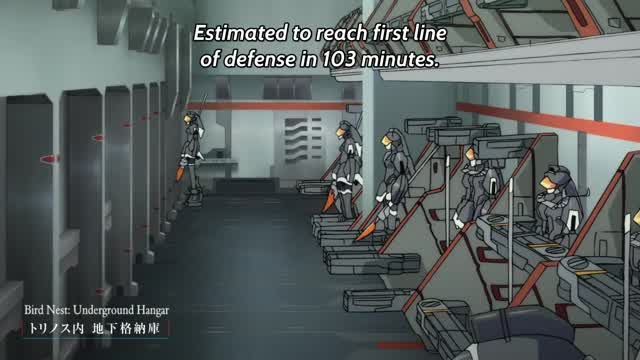 Estimated to reach first line
of defense in 103 minutes.
Bird Nest: Underground Hangar
トリノス内 地下格納庫